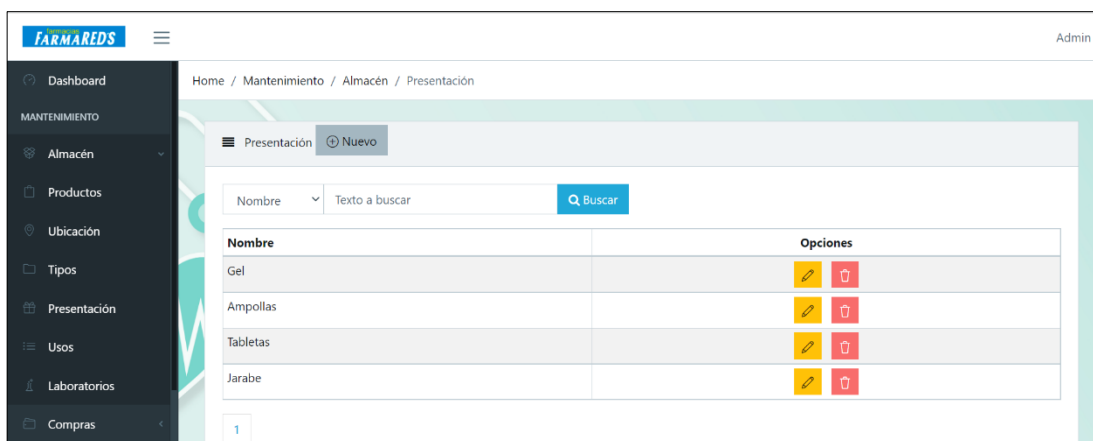 farmacias
FARMAREDS
Admin
Dashboard
Home / Mantenimiento / Almacén / Presentación
MANTENIMIENTO
Presentación Nuevo
Almacén
Productos
Nombre Texto a buscar Buscar
Ubicación
Nombre Opciones
Tipos
Gel
Presentación
Ampollas
Usos
Tabletas
Laboratorios
Jarabe
Compras
1